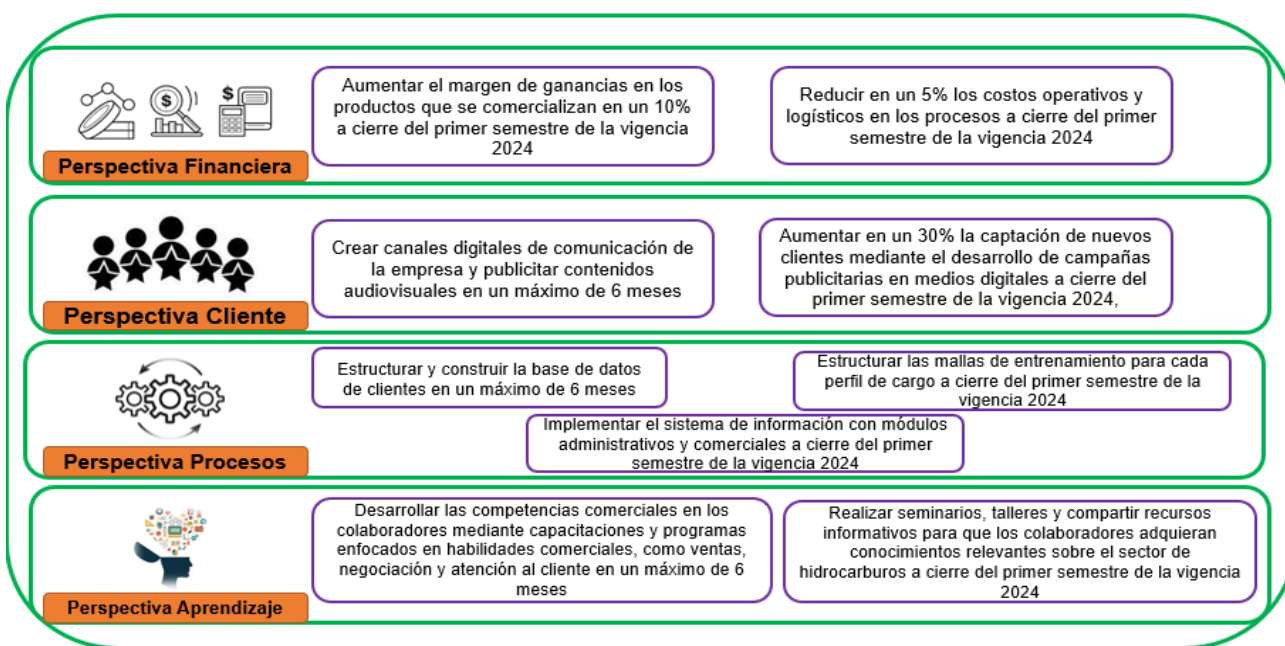 Aumentar el margen de ganancias en los
productos que se comercializan en un 10%
a cierre del primer semestre de la vigencia
2024
Reducir en un 5% los costos operativos y
logísticos en los procesos a cierre del primer
semestre de la vigencia 2024
Perspectiva Financiera
Crear canales digitales de comunicación de
la empresa y publicitar contenidos
audiovisuales en un máximo de 6 meses
Aumentar en un 30% la captación de nuevos
clientes mediante el desarrollo de campañas
publicitarias en medios digitales a cierre del
primer semestre de la vigencia 2024,
Perspectiva Cliente
Estructurar y construir la base de datos
de clientes en un máximo de 6 meses
Estructurar las mallas de entrenamiento para cada
perfil de cargo a cierre del primer semestre de la
vigencia 2024
Implementar el sistema de información con módulos
administrativos y comerciales a cierre del primer
semestre de la vigencia 2024
Perspectiva Procesos
Desarrollar las competencias comerciales en los
colaboradores mediante capacitaciones y programas
enfocados en habilidades comerciales, como ventas,
negociación y atención al cliente en un máximo de 6
meses
Realizar seminarios, talleres y compartir recursos
informativos para que los colaboradores adquieran
conocimientos relevantes sobre el sector de
hidrocarburos a cierre del primer semestre de la vigencia
2024
Perspectiva Aprendizaje